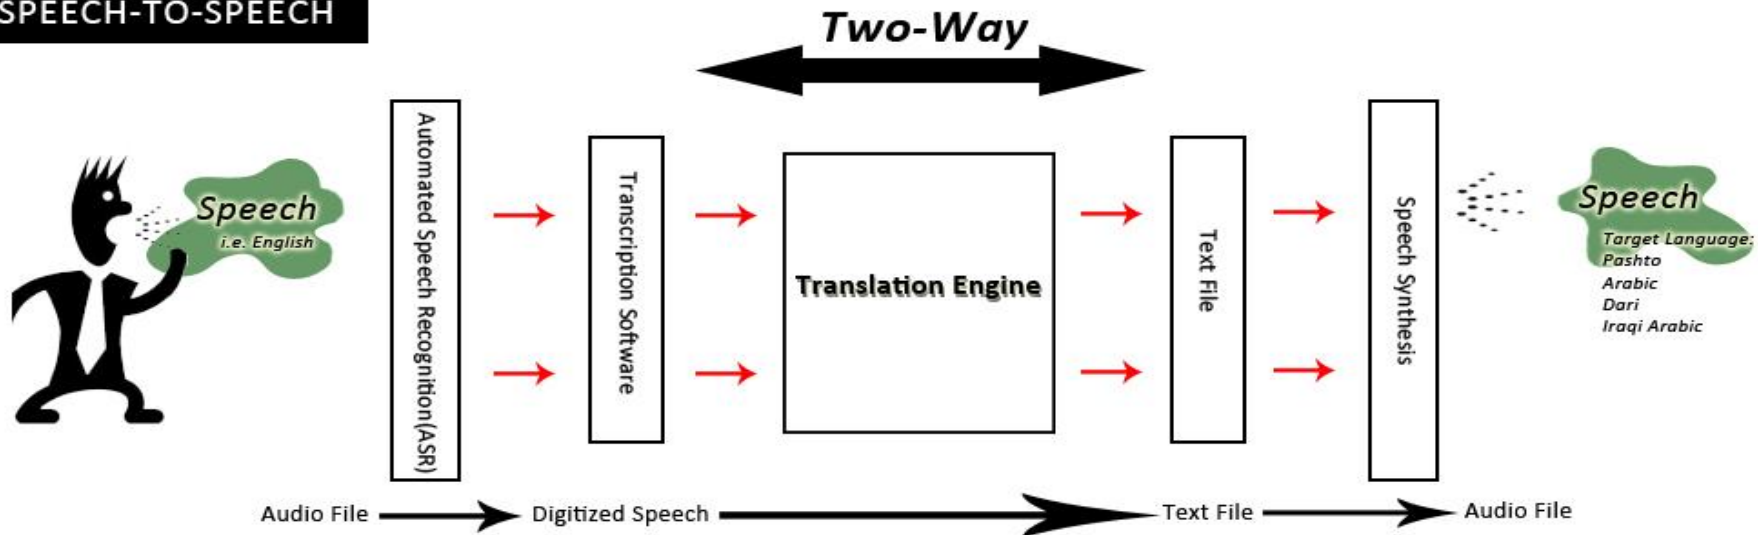 SPEECH-TO-SPEECH
Two-Way
Speech
i.e. English
Automated Speech Recognition(ASR)
Transcription Software
Translation Engine
Text File
Speech Synthesis
Speech
Target Language:
Pashto
Arabic
Dari
Iraqi Arabic
Audio File
Digitized Speech
Text File
Audio File